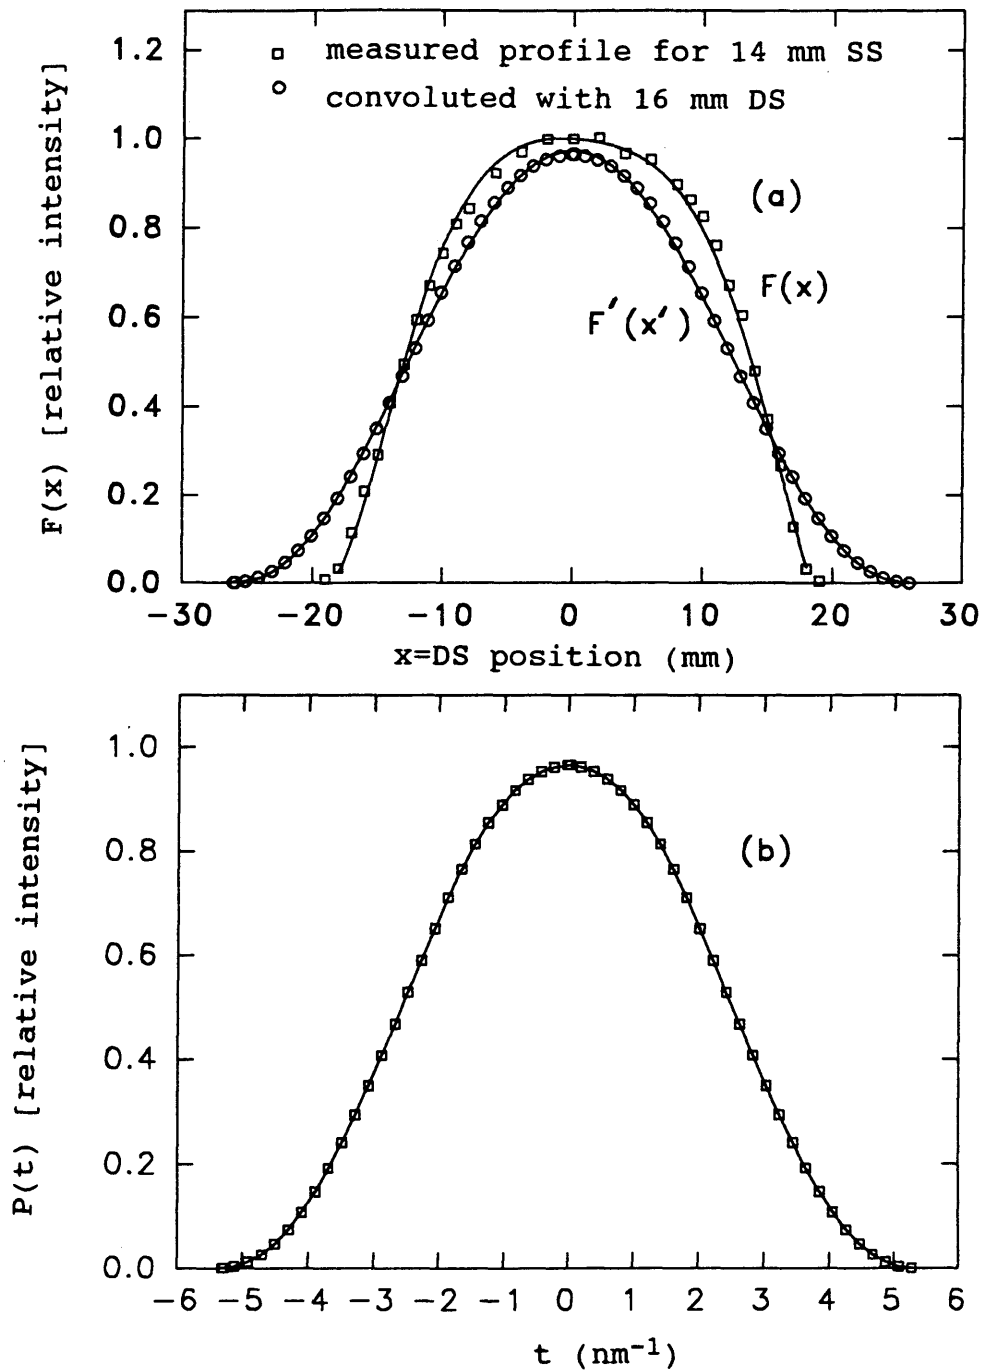 1.2
measured profile for 14 mm SS
convoluted with 16 mm DS
1.0
(a)
0.8
F(x)
F′(x′)
0.6
0.4
0.2
0.0
F(x) [relative intensity]
−30 −20 −10 0 10 20 30
x=DS position (mm)
1.0
(b)
0.8
0.6
0.4
0.2
0.0
P(t) [relative intensity]
−6 −5 −4 −3 −2 −1 0 1 2 3 4 5 6
t (nm⁻¹)